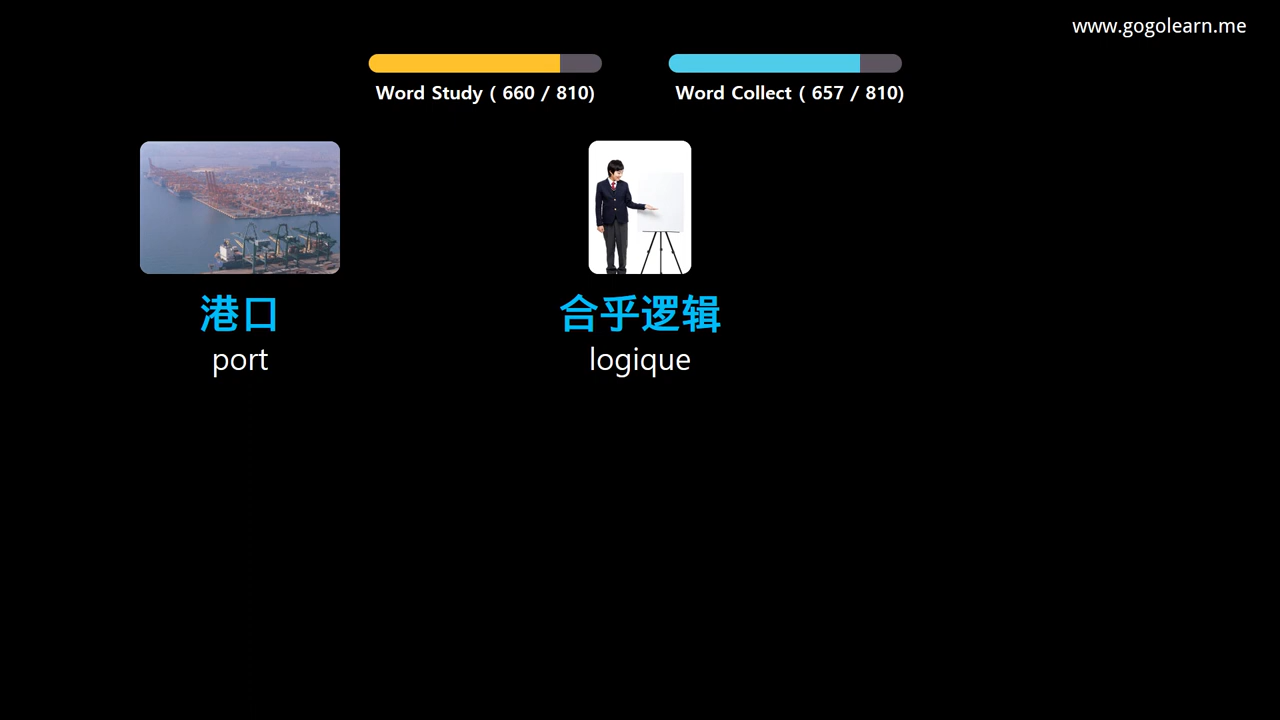 www.gogolearn.me
Word Study ( 660 / 810)
Word Collect ( 657 / 810)
港口
port
合乎逻辑
logique